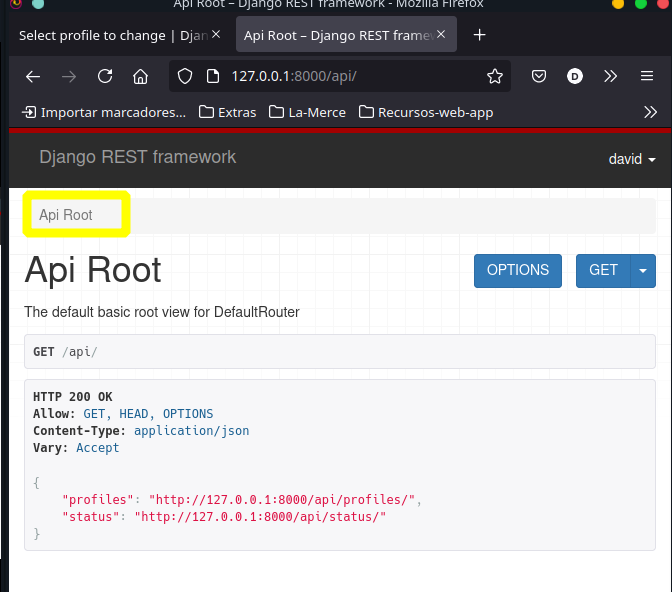 Api Root – Django REST framework - Mozilla Firefox
Select profile to change | Djan
Api Root – Django REST framew
127.0.0.1:8000/api/
D
Importar marcadores... Extras La-Merce Recursos-web-app
Django REST framework
david
Api Root
Api Root
OPTIONS GET
The default basic root view for DefaultRouter
GET /api/
HTTP 200 OK
Allow: GET, HEAD, OPTIONS
Content-Type: application/json
Vary: Accept
{
"profiles": "http://127.0.0.1:8000/api/profiles/",
"status": "http://127.0.0.1:8000/api/status/"
}